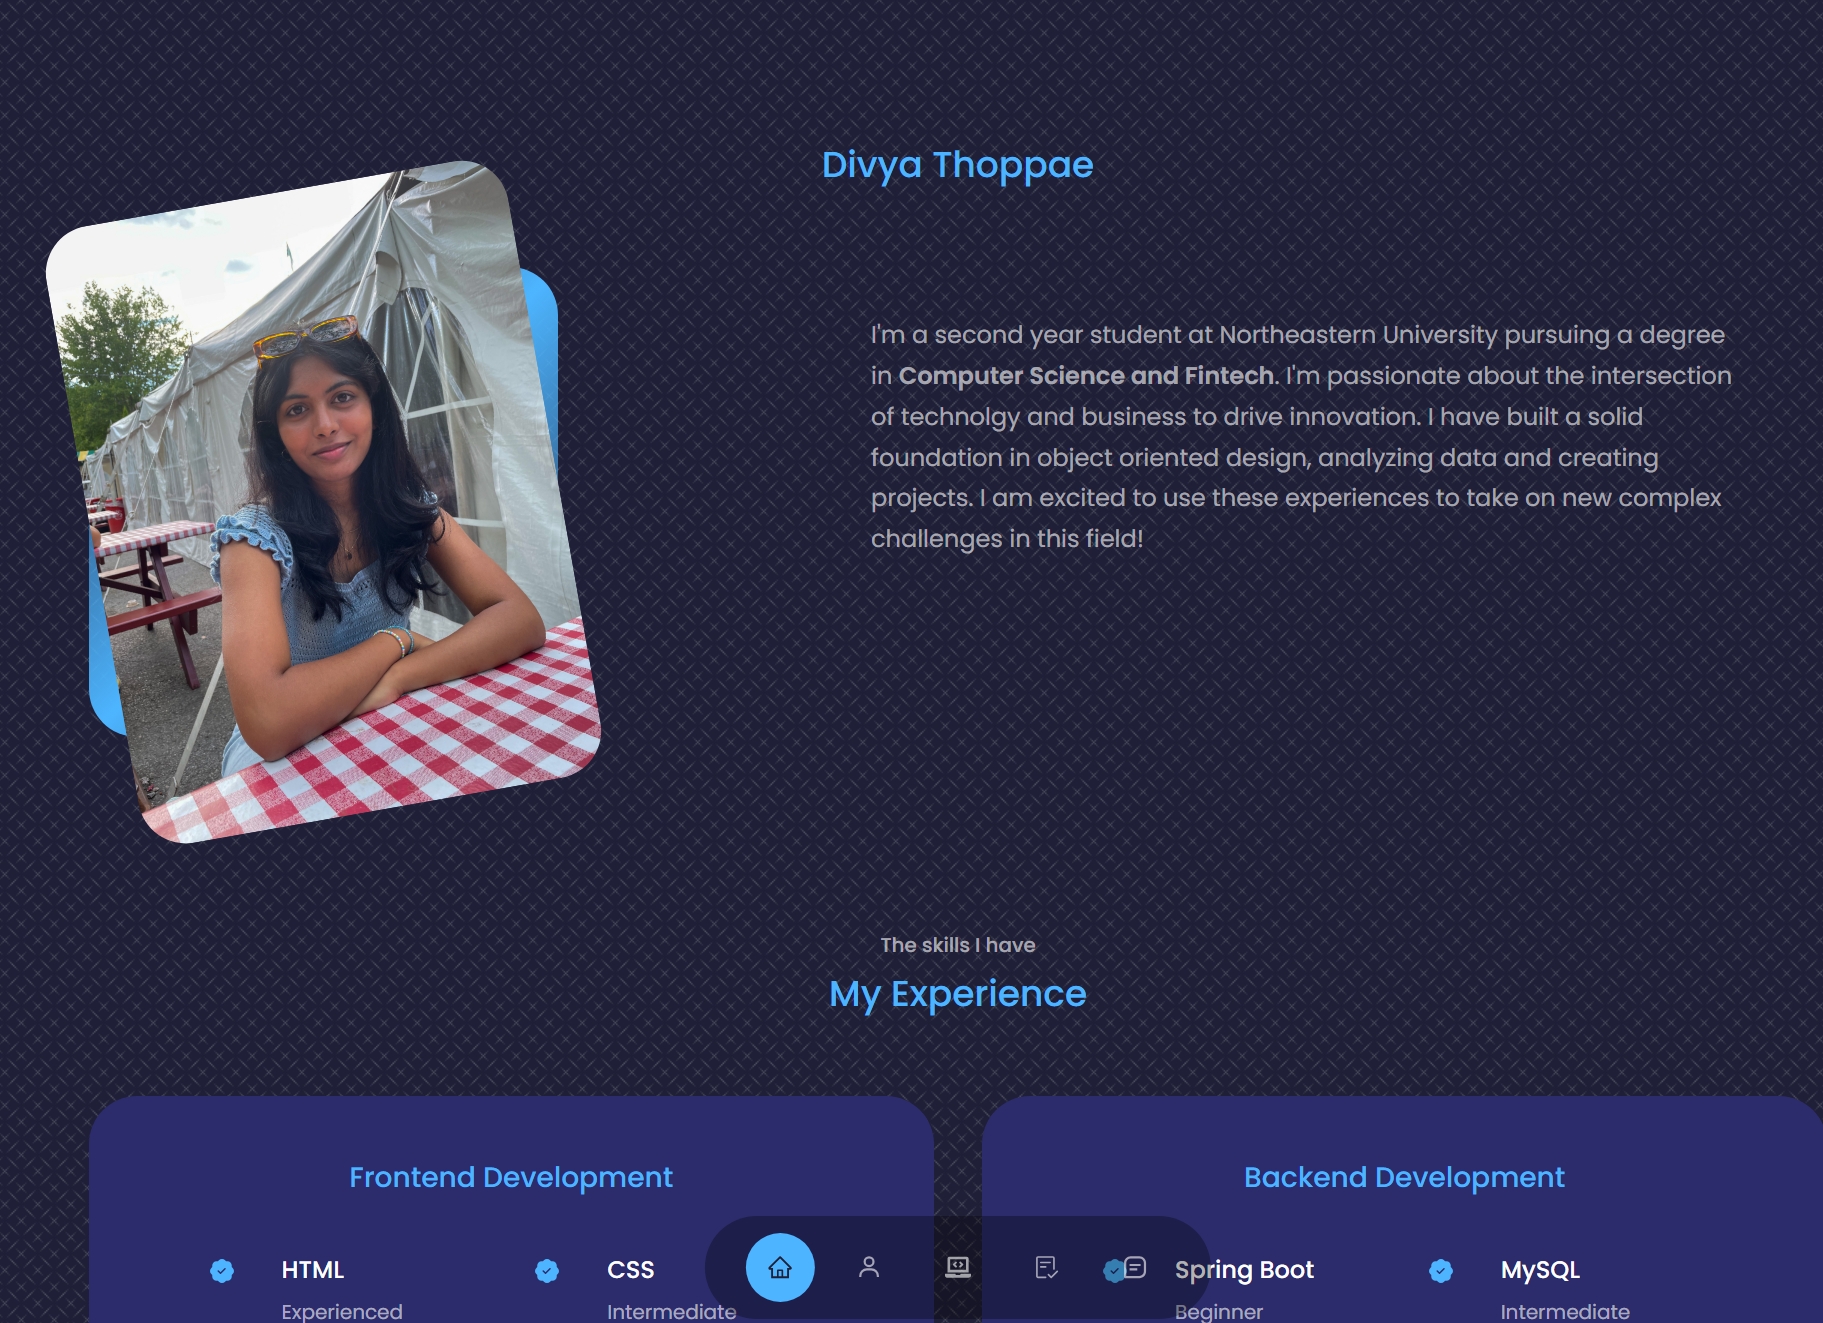 Divya Thoppae
I'm a second year student at Northeastern University pursuing a degree
in Computer Science and Fintech. I'm passionate about the intersection
of technolgy and business to drive innovation. I have built a solid
foundation in object oriented design, analyzing data and creating
projects. I am excited to use these experiences to take on new complex
challenges in this field!
The skills I have
My Experience
Frontend Development
HTML
Experienced
CSS
Intermediate
Backend Development
Spring Boot
Beginner
MySQL
Intermediate